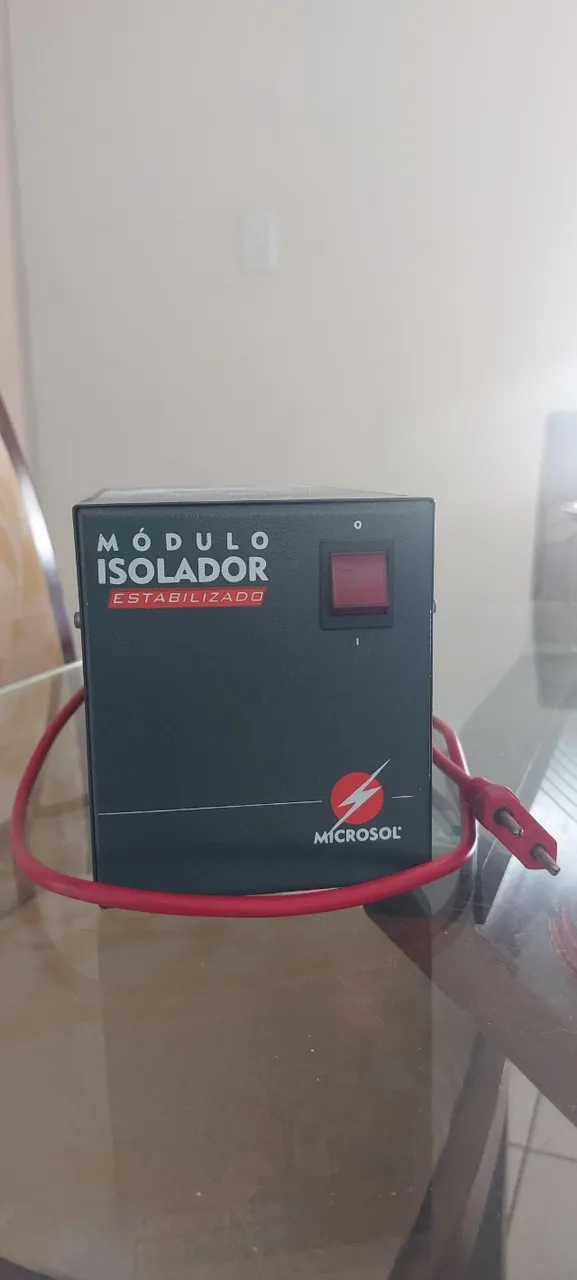 MÓDULO
ISOLADOR
ESTABILIZADO
O
I
MICROSOL